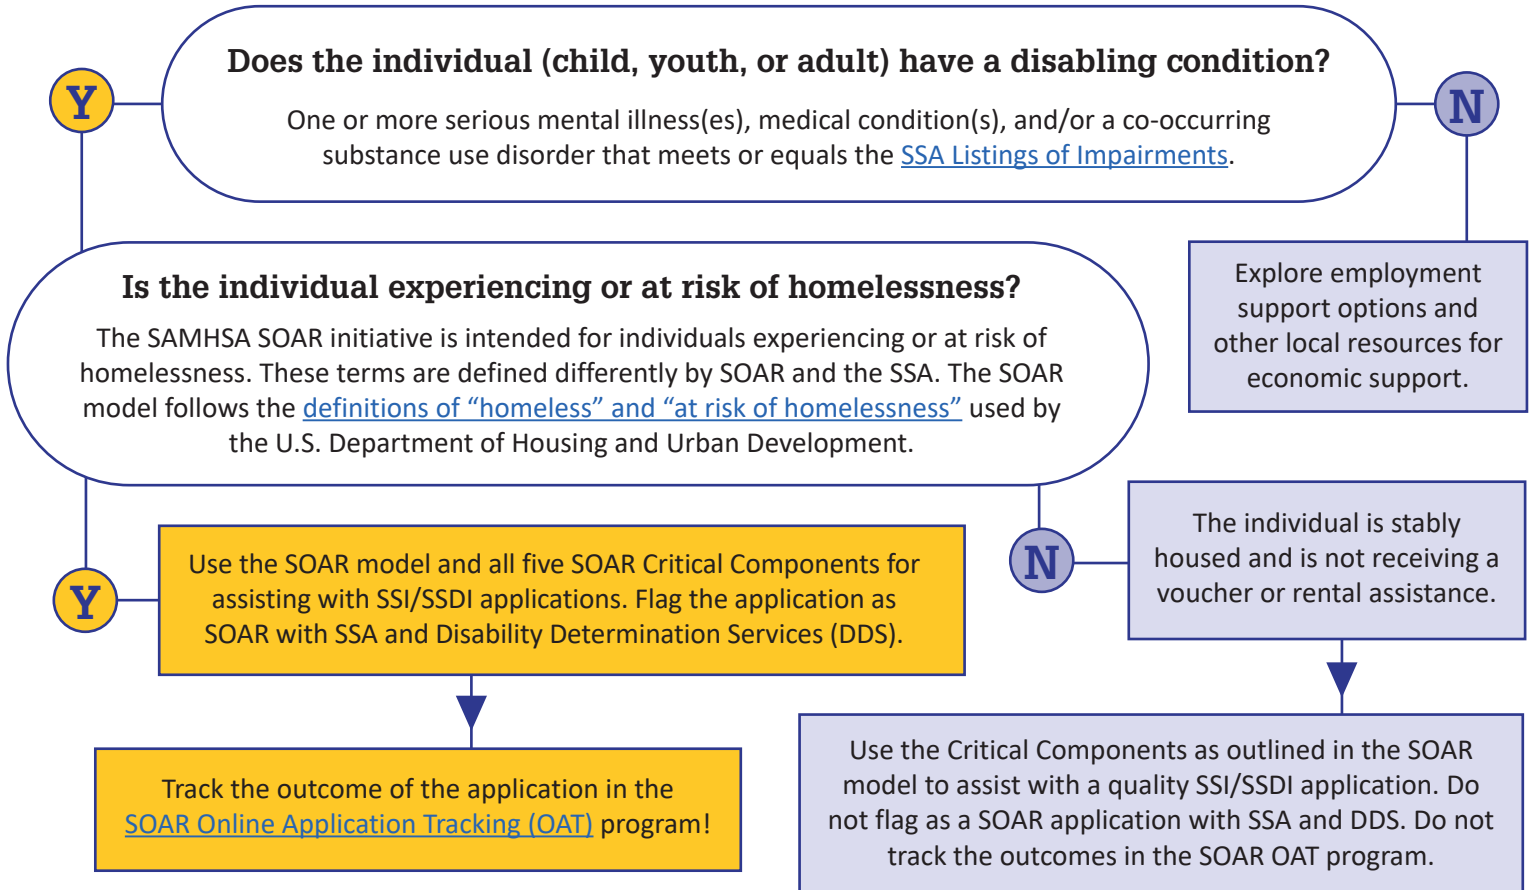 Does the individual (child, youth, or adult) have a disabling condition?
One or more serious mental illness(es), medical condition(s), and/or a co-occurring
substance use disorder that meets or equals the SSA Listings of Impairments.
Y
N
Explore employment
support options and
other local resources for
economic support.
Is the individual experiencing or at risk of homelessness?
The SAMHSA SOAR initiative is intended for individuals experiencing or at risk of
homelessness. These terms are defined differently by SOAR and the SSA. The SOAR
model follows the definitions of “homeless” and “at risk of homelessness” used by
the U.S. Department of Housing and Urban Development.
Y
Use the SOAR model and all five SOAR Critical Components for
assisting with SSI/SSDI applications. Flag the application as
SOAR with SSA and Disability Determination Services (DDS).
Track the outcome of the application in the
SOAR Online Application Tracking (OAT) program!
N
The individual is stably
housed and is not receiving a
voucher or rental assistance.
Use the Critical Components as outlined in the SOAR
model to assist with a quality SSI/SSDI application. Do
not flag as a SOAR application with SSA and DDS. Do not
track the outcomes in the SOAR OAT program.